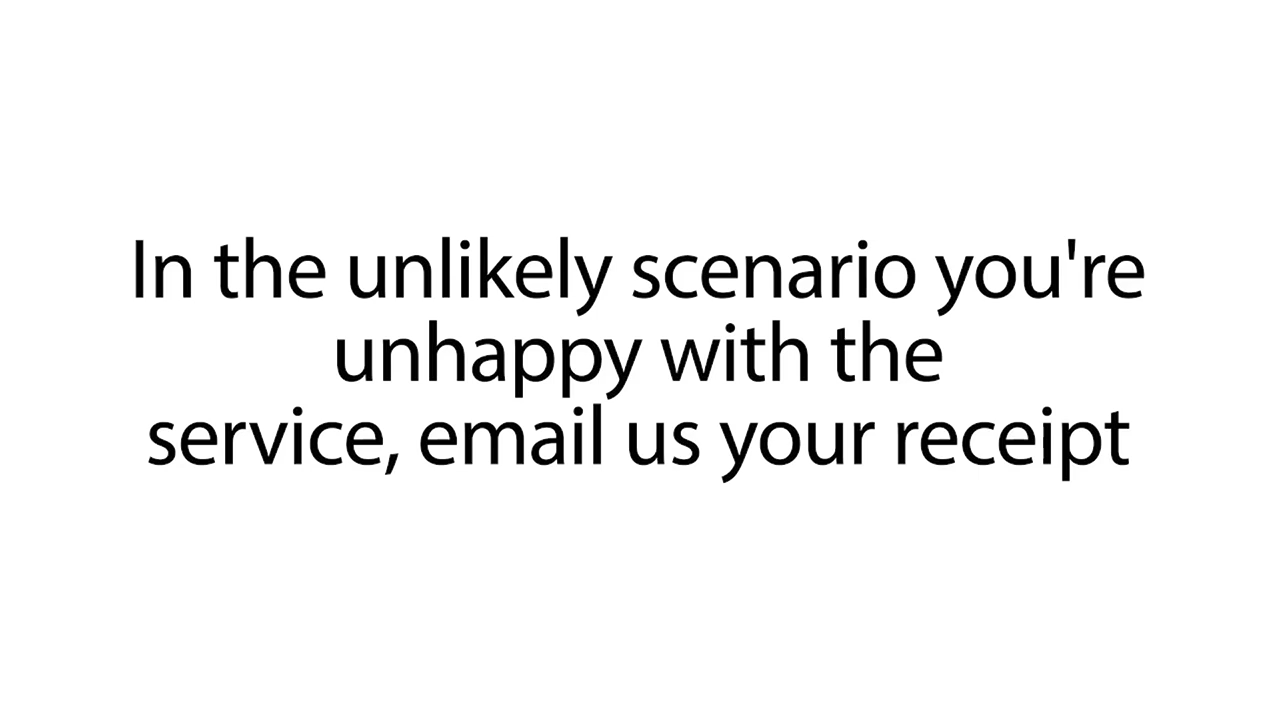 In the unlikely scenario you're
unhappy with the
service, email us your receipt